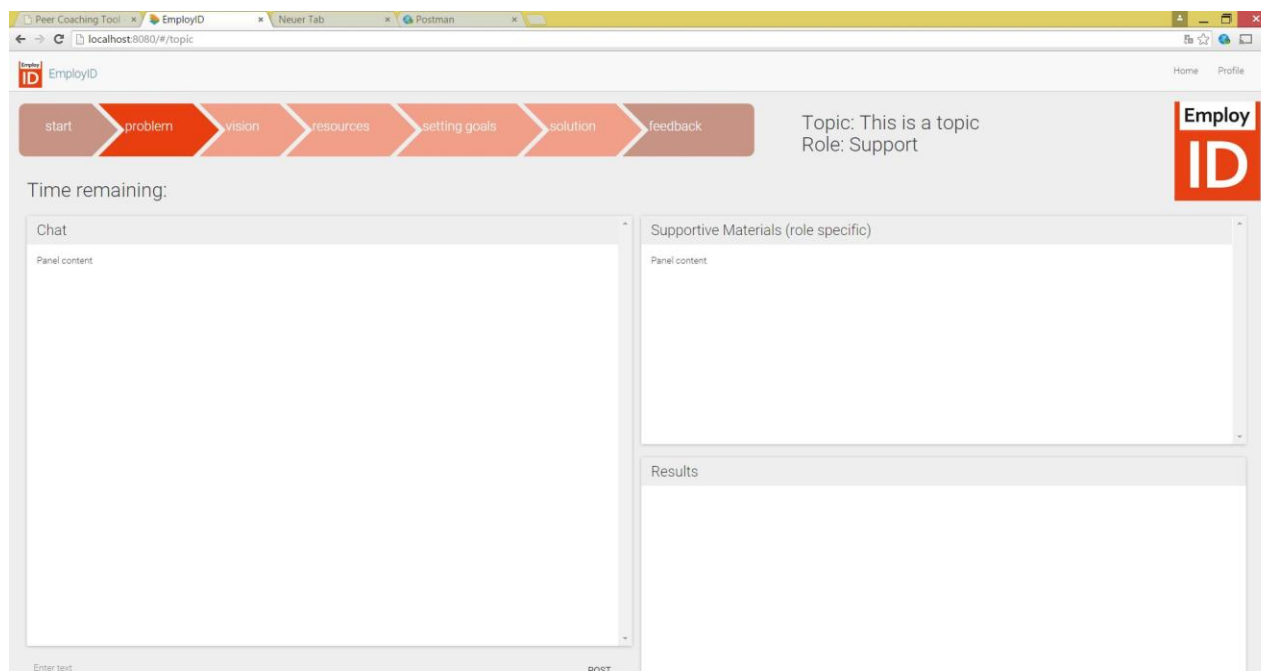 Peer Coaching Tool
EmployID
Neuer Tab
Postman
localhost:8080/#/topic
Employ
ID
EmployID
Home
Profile
start
problem
vision
resources
setting goals
solution
feedback
Topic: This is a topic
Role: Support
Employ
ID
Time remaining:
Chat
Panel content
Supportive Materials (role specific)
Panel content
Results
Enter text
POST